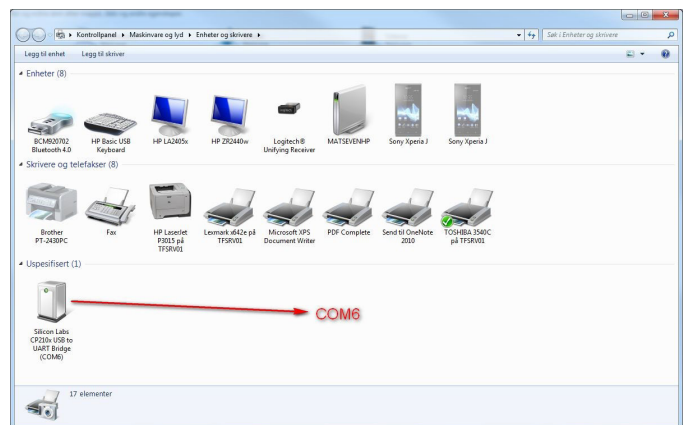 Kontrollpanel ▸ Maskinvare og lyd ▸ Enheter og skrivere ▸
Søk i Enheter og skrivere
Legg til enhet Legg til skriver
Enheter (8)
BCM920702
Bluetooth 4.0
HP Basic USB
Keyboard
HP LA2405x
HP ZR2440w
Logitech®
Unifying Receiver
MATSEVENHP
Sony Xperia J
Sony Xperia J
Skrivere og telefakser (8)
Brother
PT-2430PC
Fax
HP LaserJet
P3015 på
TFSRV01
Lexmark x642e på
TFSRV01
Microsoft XPS
Document Writer
PDF Complete
Send til OneNote
2010
TOSHIBA 3540C
på TFSRV01
Uspesifisert (1)
Silicon Labs
CP210x USB to
UART Bridge
(COM6)
COM6
17 elementer